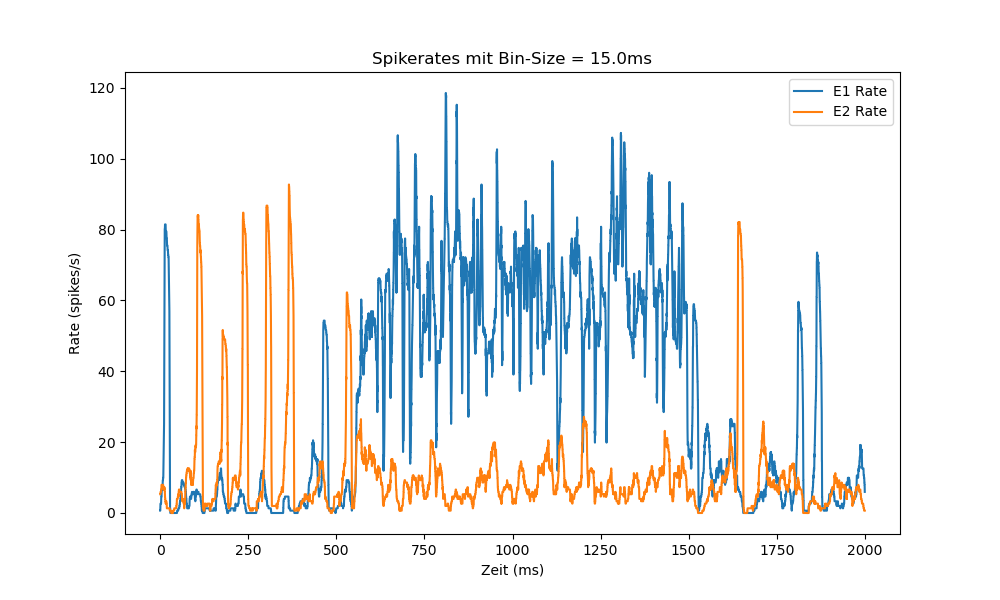 Spikerates mit Bin-Size = 15.0ms
E1 Rate
E2 Rate
Rate (spikes/s)
120
100
80
60
40
20
0
0 250 500 750 1000 1250 1500 1750 2000
Zeit (ms)